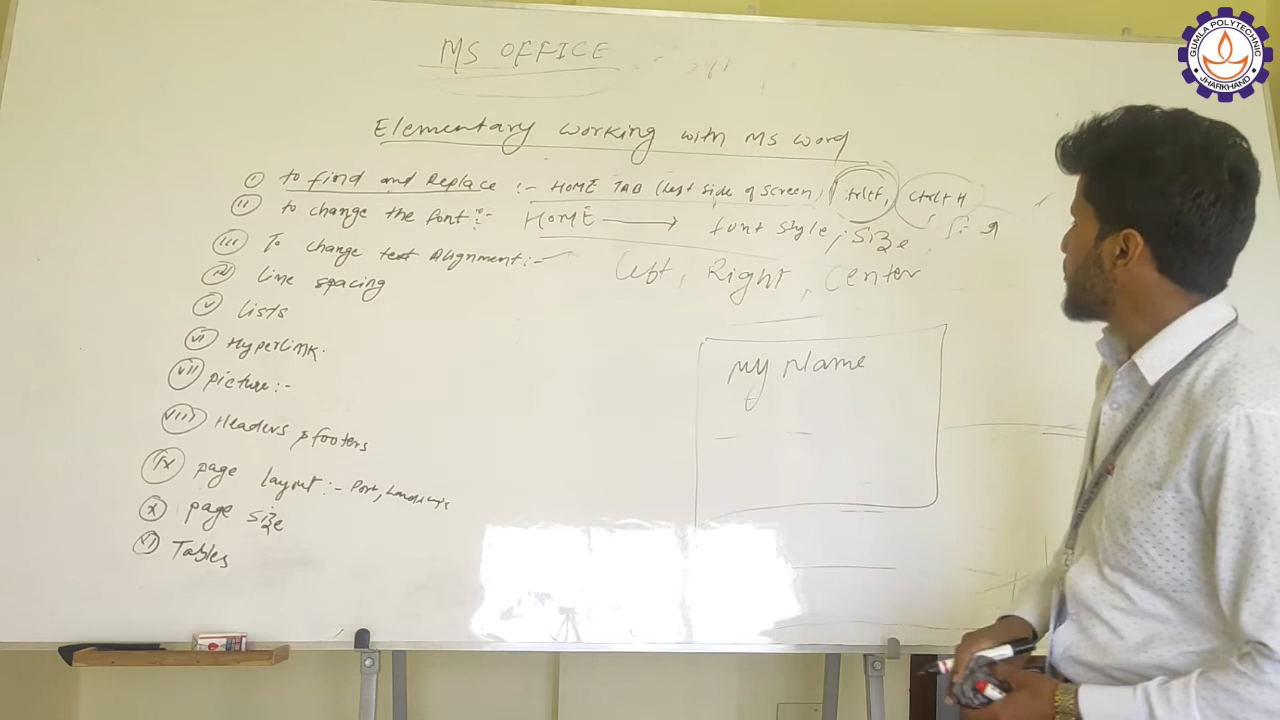 MS OFFICE
Elementary working with MS word
(i) to find and Replace :- HOME TAB (left side of screen) Ctrl+F, Ctrl+H
(ii) to change the font :- HOME → font style, Size,
(iii) To change text Alignment :-
Left, Right, Center
(iv) line spacing
(v) Lists
(vi) Hyperlink.
(vii) picture :-
(viii) Headers & footers
(ix) page layout :- Port,
(x) page size
(xi) Tables
My Name
GUMLA POLYTECHNIC
JHARKHAND